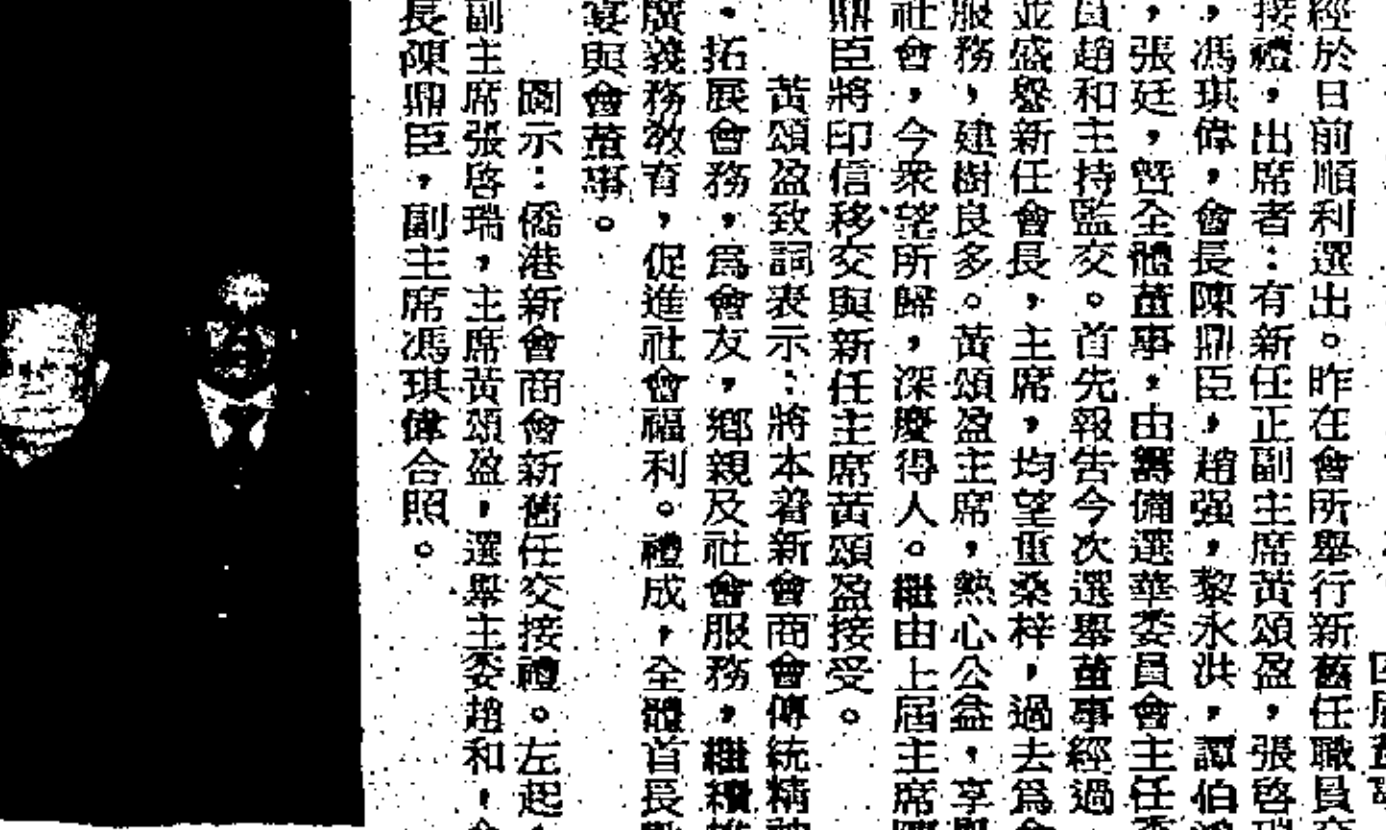 經於日前順利選出。昨在會所舉行新舊任職員
接禮，出席者：有新任正副主席黃頌盈，張啓瑞
，馮琪偉，會長陳鼎臣，趙强，黎永洪，譚伯
，張廷，暨全體董事，由籌備選舉委員會主任委
員趙和主持監交。首先報告今次選舉董事經過
並盛譽新任會長，主席，均望重桑梓，過去爲會
服務，建樹良多。黃頌盈主席，熱心公益，享
社會，今衆望所歸，深慶得人。繼由上屆主席陳
鼎臣將印信移交與新任主席黃頌盈接受。
黃頌盈致詞表示：將本着新會商會傳統精神
，拓展會務，爲會友，鄉親及社會服務，繼續推
廣義務教育，促進社會福利。禮成，全體首長
宴與會董事。
圖示：僑港新會商會新舊任交接禮。左起：
副主席張啓瑞，主席黃頌盈，選舉主委趙和，會
長陳鼎臣，副主席馮琪偉合照。